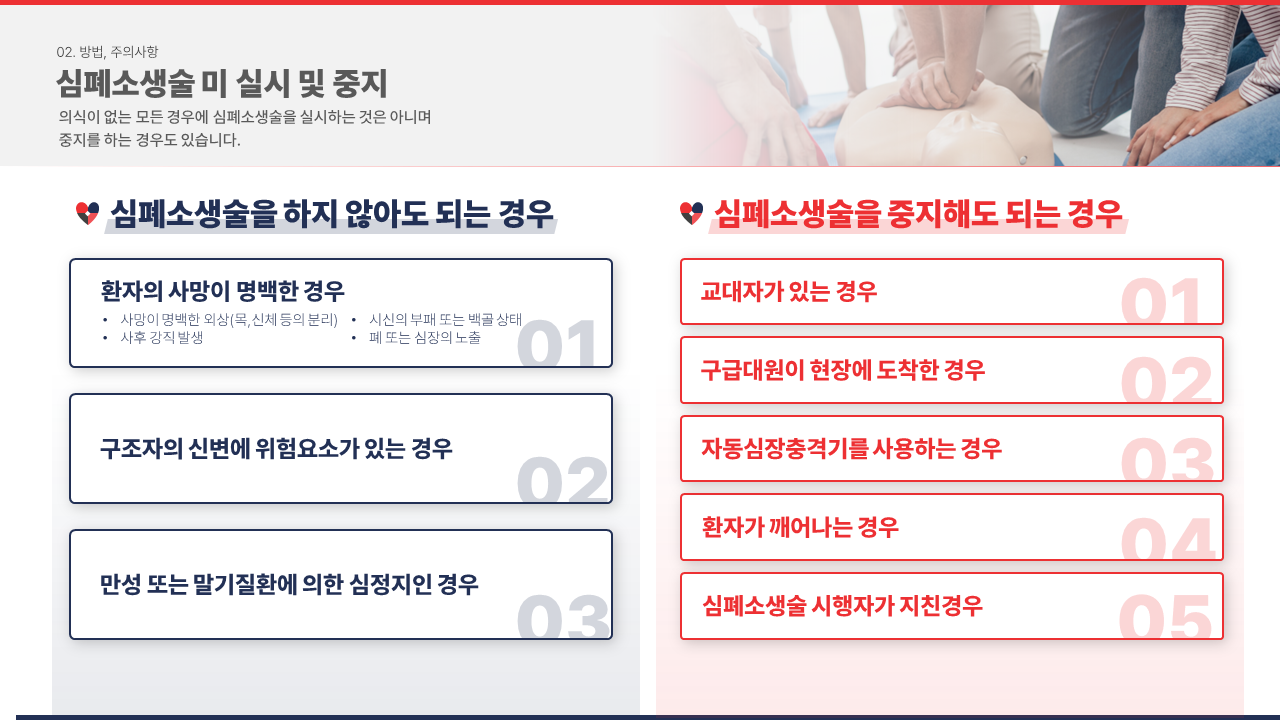 02. 방법, 주의사항
심폐소생술 미 실시 및 중지
의식이 없는 모든 경우에 심폐소생술을 실시하는 것은 아니며
중지를 하는 경우도 있습니다.
심폐소생술을 하지 않아도 되는 경우
환자의 사망이 명백한 경우
• 사망이 명백한 외상(목,신체 등의 분리)
• 사후 강직 발생
• 시신의 부패 또는 백골 상태
• 폐 또는 심장의 노출
01
구조자의 신변에 위험요소가 있는 경우
02
만성 또는 말기질환에 의한 심정지인 경우
03
심폐소생술을 중지해도 되는 경우
교대자가 있는 경우
01
구급대원이 현장에 도착한 경우
02
자동심장충격기를 사용하는 경우
03
환자가 깨어나는 경우
04
심폐소생술 시행자가 지친경우
05